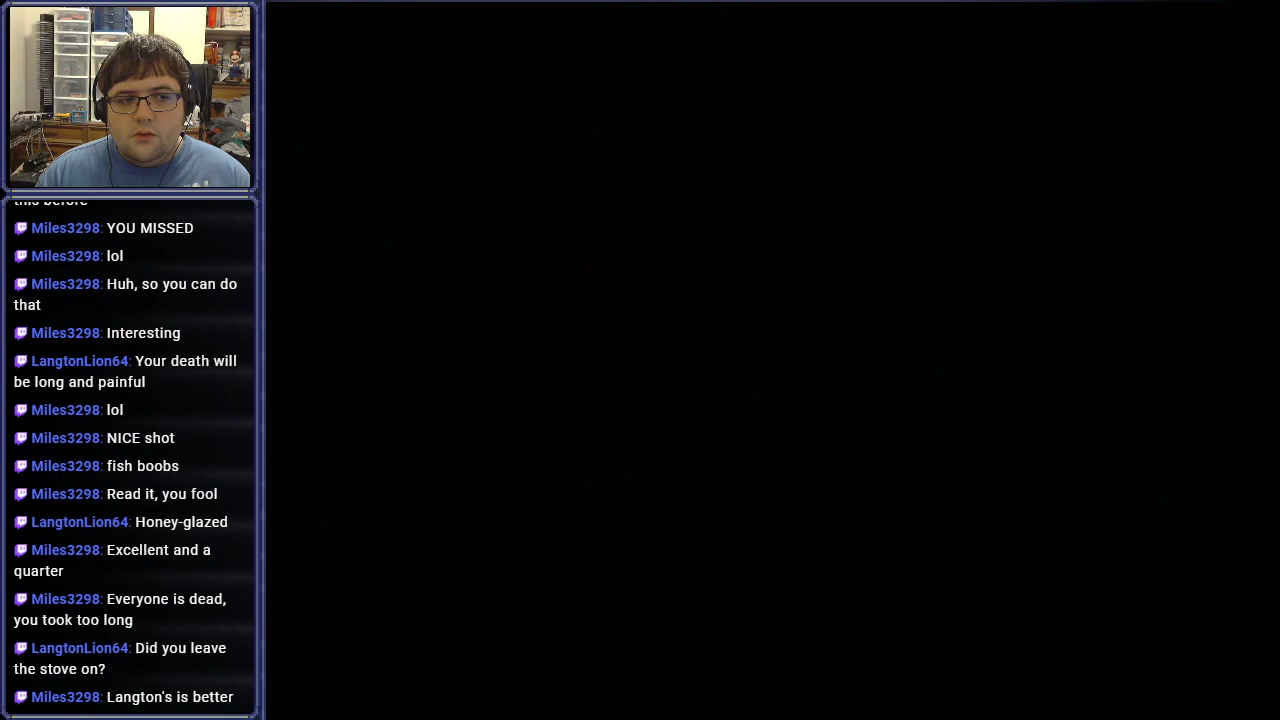 this before
Miles3298: YOU MISSED
Miles3298: lol
Miles3298: Huh, so you can do
that
Miles3298: Interesting
LangtonLion64: Your death will
be long and painful
Miles3298: lol
Miles3298: NICE shot
Miles3298: fish boobs
Miles3298: Read it, you fool
LangtonLion64: Honey-glazed
Miles3298: Excellent and a
quarter
Miles3298: Everyone is dead,
you took too long
LangtonLion64: Did you leave
the stove on?
Miles3298: Langton's is better